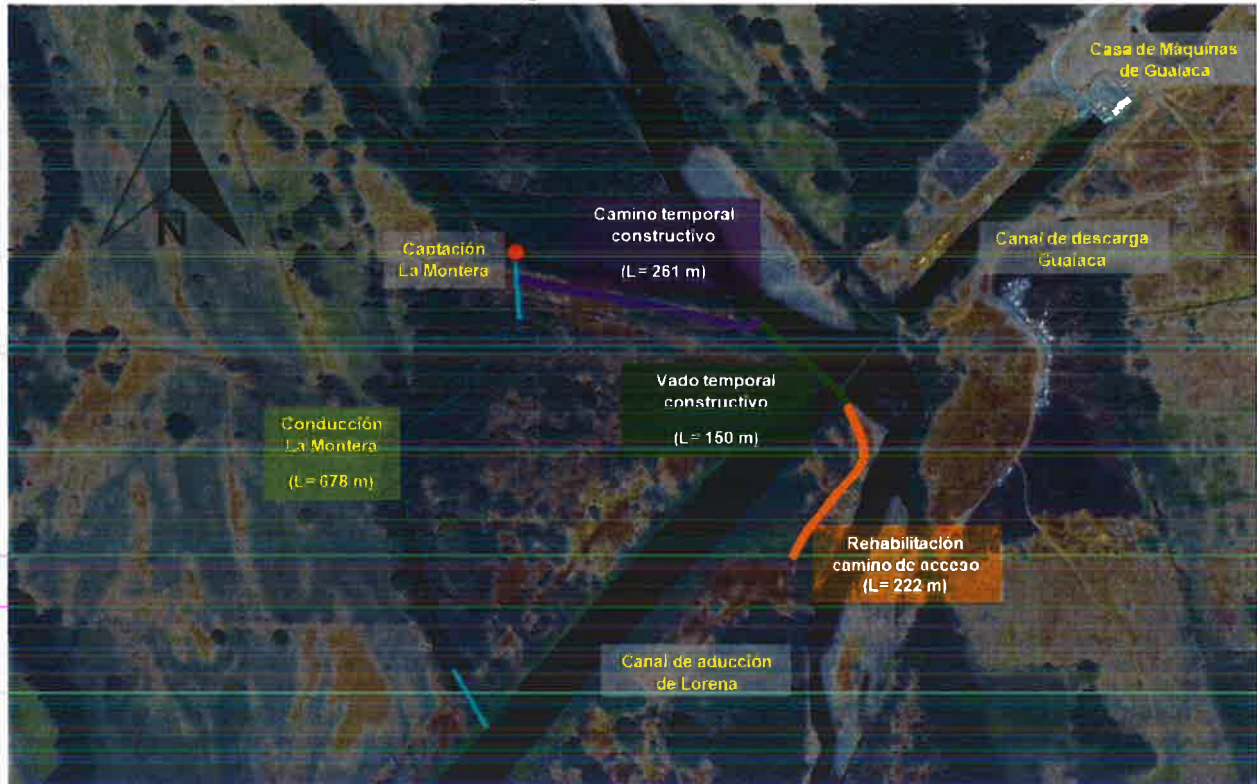 Casa de Maquinas
de Gualaca
Camino temporal
constructivo
(L= 261 m)
Captación
La Montera
Canal de descarga
Gualaca
Vado temporal
constructivo
(L= 150 m)
Conducción
La Montera
(L= 678 m)
Rehabilitación
camino de acceso
(L= 222 m)
Canal de aducción
de Lorena
N